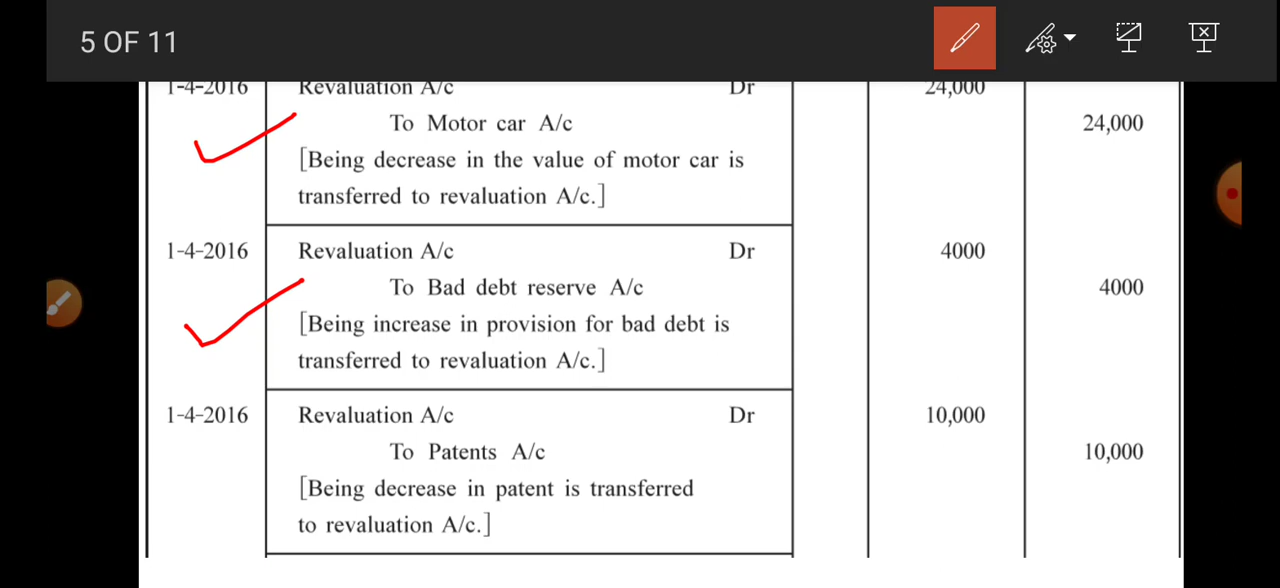 5 OF 11
1-4-2016 Revaluation A/c Dr 24,000
To Motor car A/c 24,000
[Being decrease in the value of motor car is
transferred to revaluation A/c.]
1-4-2016 Revaluation A/c Dr 4000
To Bad debt reserve A/c 4000
[Being increase in provision for bad debt is
transferred to revaluation A/c.]
1-4-2016 Revaluation A/c Dr 10,000
To Patents A/c 10,000
[Being decrease in patent is transferred
to revaluation A/c.]